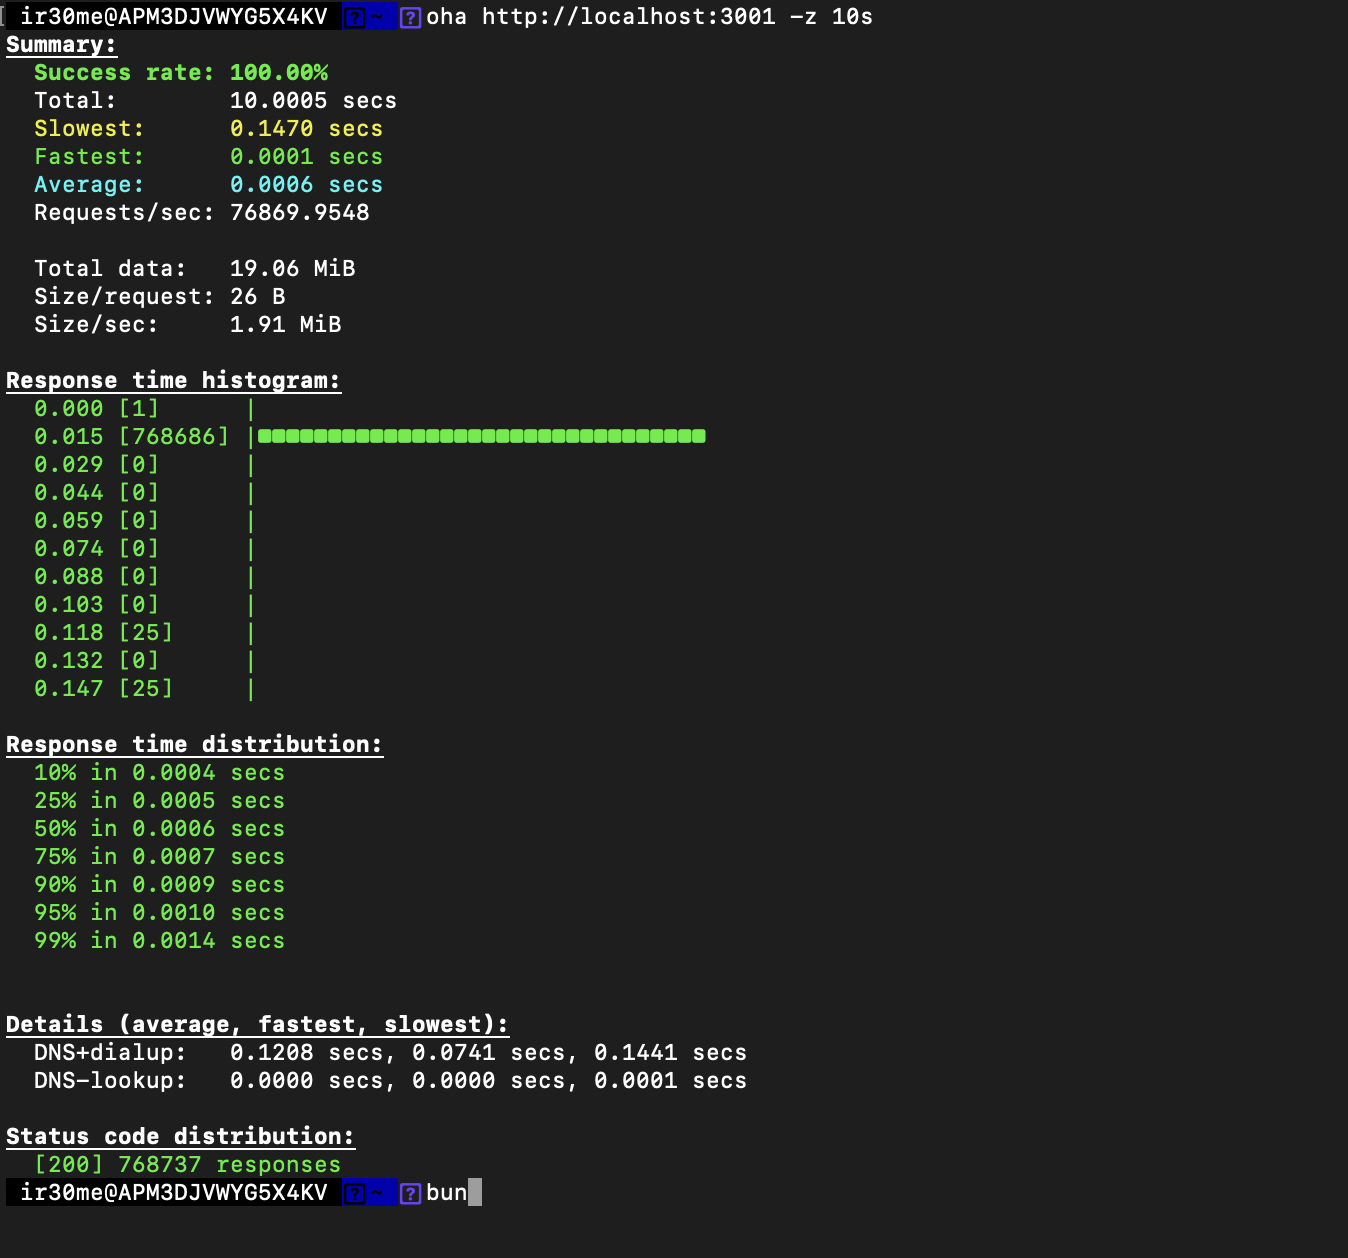 ir30me@APM3DJVWYG5X4KV ? ~ ? oha http://localhost:3001 -z 10s
Summary:
Success rate: 100.00%
Total: 10.0005 secs
Slowest: 0.1470 secs
Fastest: 0.0001 secs
Average: 0.0006 secs
Requests/sec: 76869.9548
Total data: 19.06 MiB
Size/request: 26 B
Size/sec: 1.91 MiB
Response time histogram:
0.000 [1] |
0.015 [768686] |■■■■■■■■■■■■■■■■■■■■■■■■■■■■■■■■
0.029 [0] |
0.044 [0] |
0.059 [0] |
0.074 [0] |
0.088 [0] |
0.103 [0] |
0.118 [25] |
0.132 [0] |
0.147 [25] |
Response time distribution:
10% in 0.0004 secs
25% in 0.0005 secs
50% in 0.0006 secs
75% in 0.0007 secs
90% in 0.0009 secs
95% in 0.0010 secs
99% in 0.0014 secs
Details (average, fastest, slowest):
DNS+dialup: 0.1208 secs, 0.0741 secs, 0.1441 secs
DNS-lookup: 0.0000 secs, 0.0000 secs, 0.0001 secs
Status code distribution:
[200] 768737 responses
ir30me@APM3DJVWYG5X4KV ? ~ ? bun